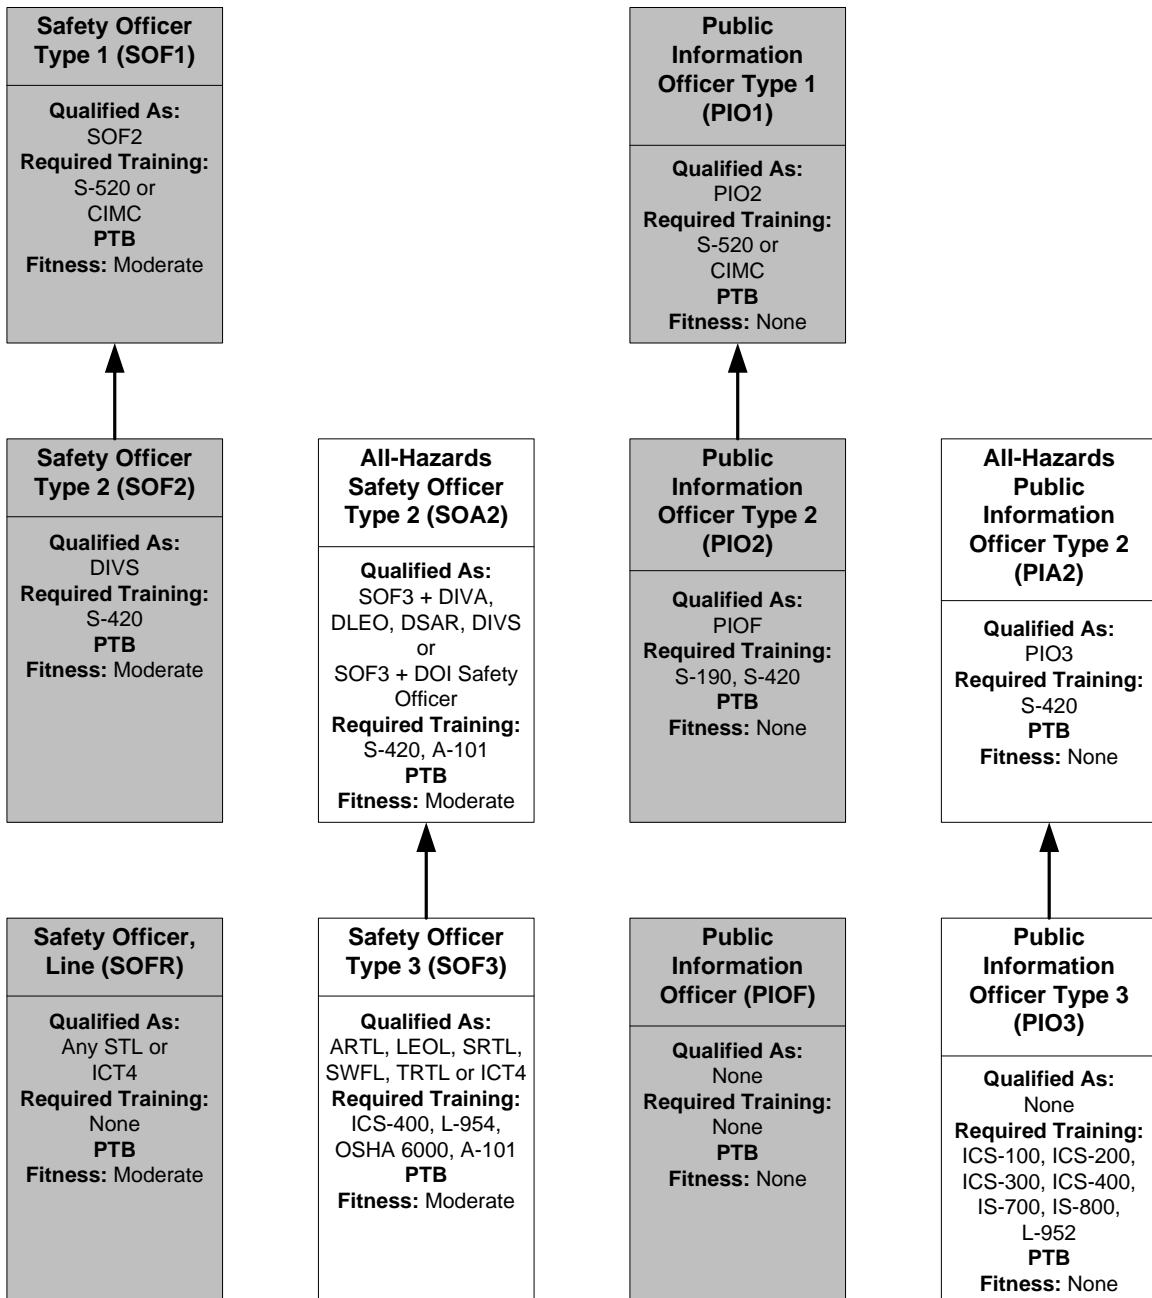 Safety Officer
Type 1 (SOF1)
Qualified As:
SOF2
Required Training:
S-520 or
CIMC
PTB
Fitness: Moderate
Public
Information
Officer Type 1
(PIO1)
Qualified As:
PIO2
Required Training:
S-520 or
CIMC
PTB
Fitness: None
Safety Officer
Type 2 (SOF2)
Qualified As:
DIVS
Required Training:
S-420
PTB
Fitness: Moderate
All-Hazards
Safety Officer
Type 2 (SOA2)
Qualified As:
SOF3 + DIVA,
DLEO, DSAR, DIVS
or
SOF3 + DOI Safety
Officer
Required Training:
S-420, A-101
PTB
Fitness: Moderate
Public
Information
Officer Type 2
(PIO2)
Qualified As:
PIOF
Required Training:
S-190, S-420
PTB
Fitness: None
All-Hazards
Public
Information
Officer Type 2
(PIA2)
Qualified As:
PIO3
Required Training:
S-420
PTB
Fitness: None
Safety Officer,
Line (SOFR)
Qualified As:
Any STL or
ICT4
Required Training:
None
PTB
Fitness: Moderate
Safety Officer
Type 3 (SOF3)
Qualified As:
ARTL, LEOL, SRTL,
SWFL, TRTL or ICT4
Required Training:
ICS-400, L-954,
OSHA 6000, A-101
PTB
Fitness: Moderate
Public
Information
Officer (PIOF)
Qualified As:
None
Required Training:
None
PTB
Fitness: None
Public
Information
Officer Type 3
(PIO3)
Qualified As:
None
Required Training:
ICS-100, ICS-200,
ICS-300, ICS-400,
IS-700, IS-800,
L-952
PTB
Fitness: None